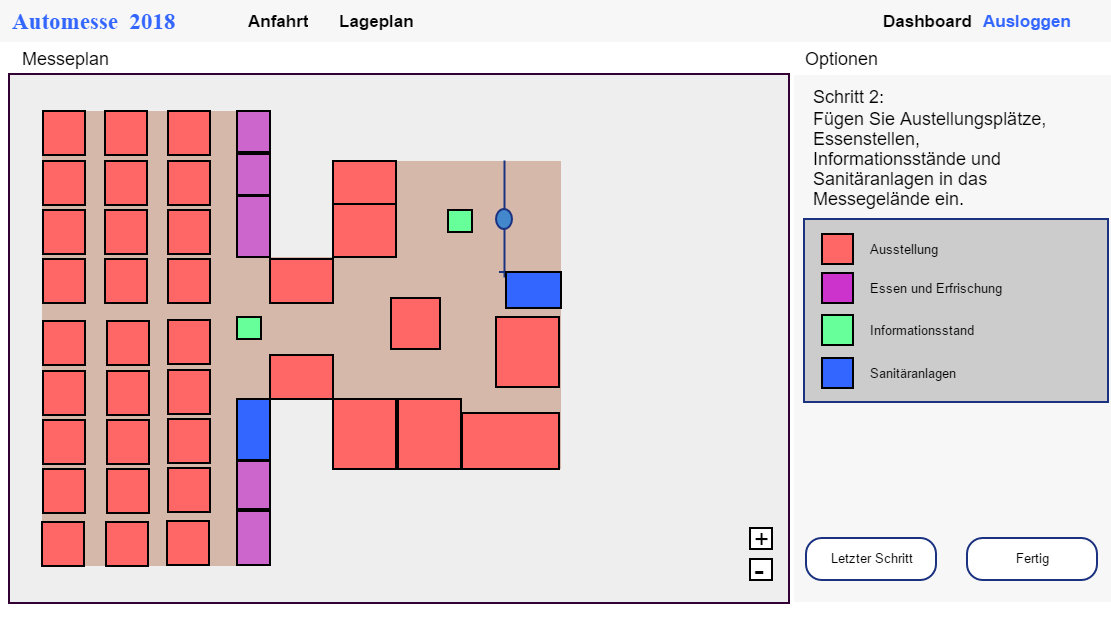 Automesse 2018 Anfahrt Lageplan Dashboard Ausloggen
Messeplan
Optionen
Schritt 2:
Fügen Sie Austellungsplätze,
Essenstellen,
Informationsstände und
Sanitäranlagen in das
Messegelände ein.
Ausstellung
Essen und Erfrischung
Informationsstand
Sanitäranlagen
+
-
Letzter Schritt
Fertig